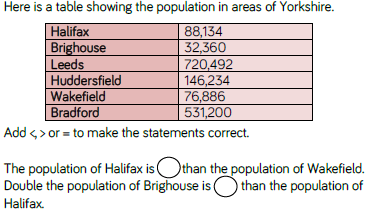 Here is a table showing the population in areas of Yorkshire.
Halifax 88,134
Brighouse 32,360
Leeds 720,492
Huddersfield 146,234
Wakefield 76,886
Bradford 531,200
Add <, > or = to make the statements correct.
The population of Halifax is than the population of Wakefield.
Double the population of Brighouse is than the population of
Halifax.